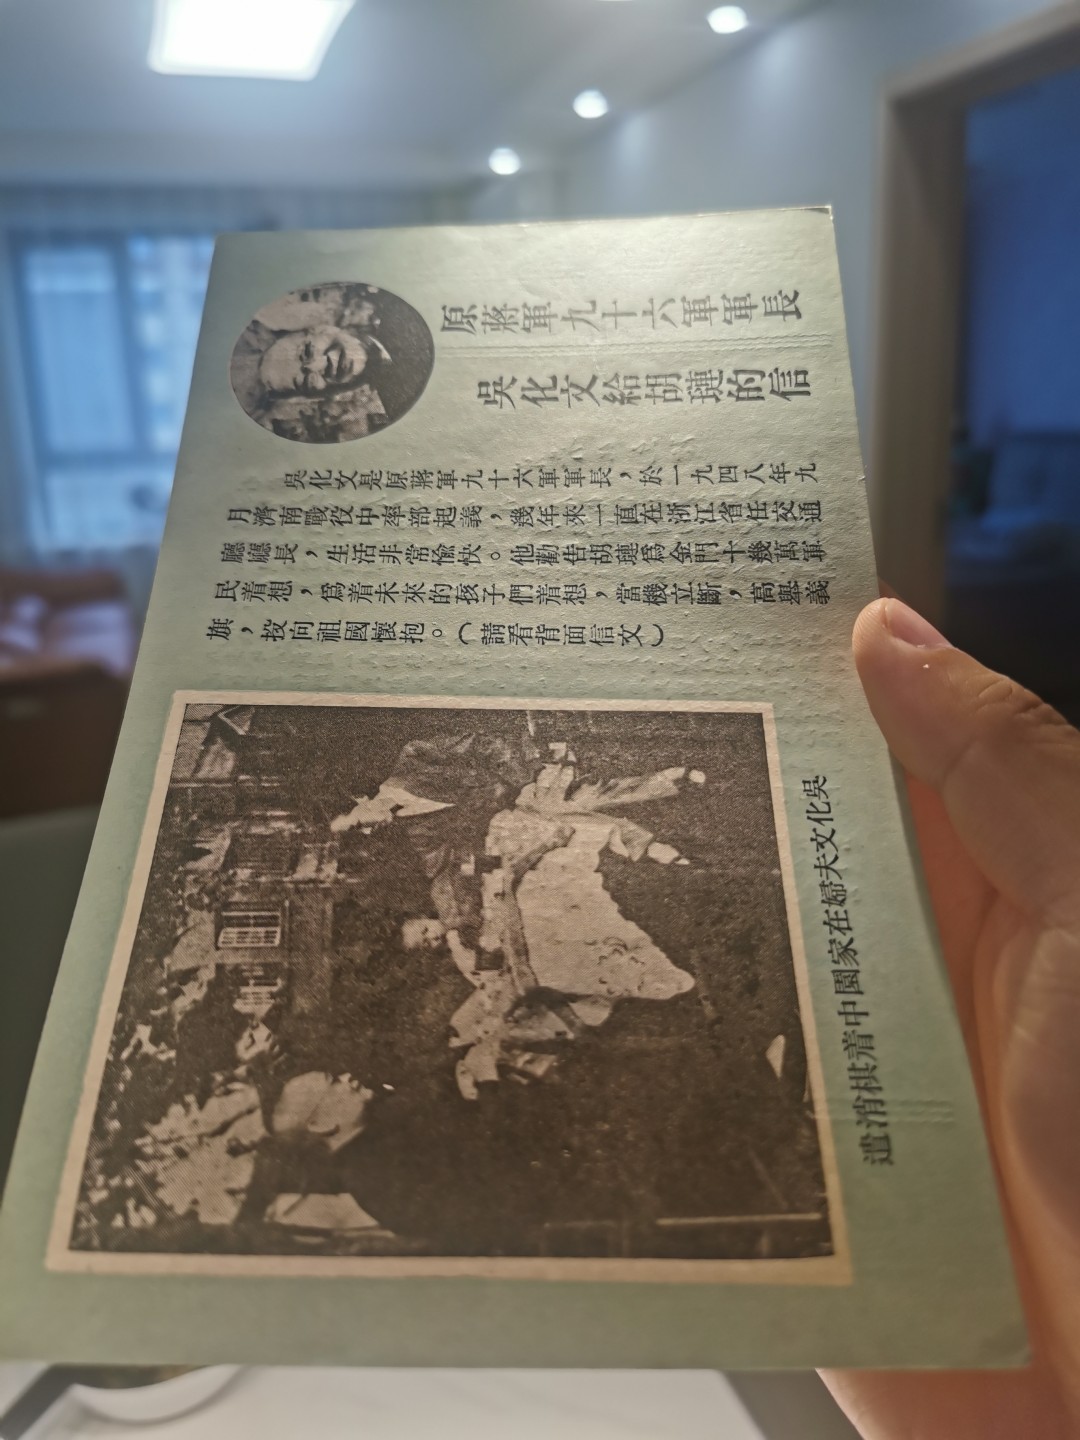 原蔣軍九十六軍軍長
吳化文給胡璉的信
吳化文是原蔣軍九十六軍軍長，於一九四八年九
月濟南戰役中率部起義，幾年來一直在浙江省任交通
廳廳長，生活非常愉快。他勸告胡璉爲金門十幾萬軍
民着想，爲着未來的孩子們着想，當機立斷，高舉義
旗，投向祖國懷抱。（請看背面信文）
吳化文夫婦在家園中着棋消遣